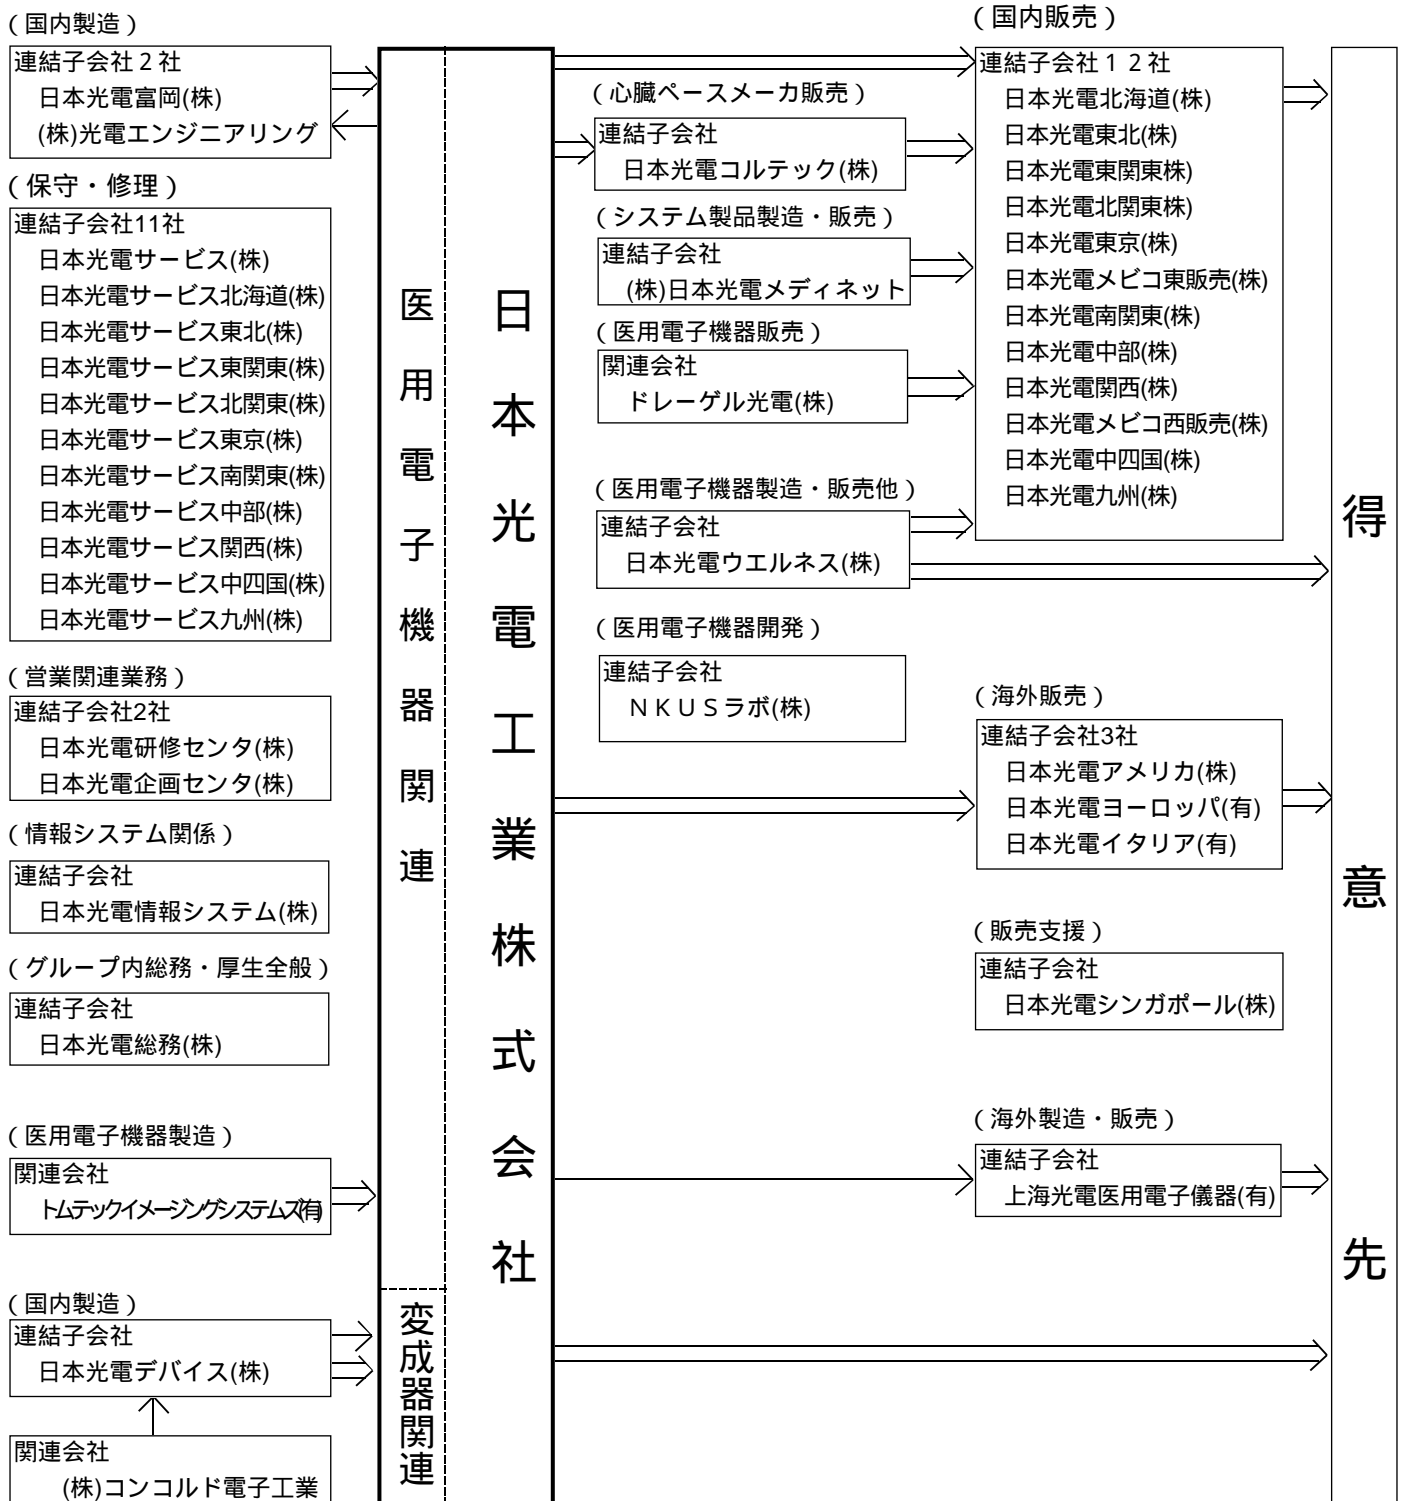 （国内製造）
連結子会社２社
日本光電富岡(株)
(株)光電エンジニアリング
（保守・修理）
連結子会社11社
日本光電サービス(株)
日本光電サービス北海道(株)
日本光電サービス東北(株)
日本光電サービス東関東(株)
日本光電サービス北関東(株)
日本光電サービス東京(株)
日本光電サービス南関東(株)
日本光電サービス中部(株)
日本光電サービス関西(株)
日本光電サービス中四国(株)
日本光電サービス九州(株)
（営業関連業務）
連結子会社2社
日本光電研修センタ(株)
日本光電企画センタ(株)
（情報システム関係）
連結子会社
日本光電情報システム(株)
（グループ内総務・厚生全般）
連結子会社
日本光電総務(株)
（医用電子機器製造）
関連会社
トムテックイメージングシステムズ(有)
（国内製造）
連結子会社
日本光電デバイス(株)
関連会社
(株)コンコルド電子工業
医用電子機器関連
変成器関連
日本光電工業株式会社
（心臓ペースメーカ販売）
連結子会社
日本光電コルテック(株)
（システム製品製造・販売）
連結子会社
(株)日本光電メディネット
（医用電子機器販売）
関連会社
ドレーゲル光電(株)
（医用電子機器製造・販売他）
連結子会社
日本光電ウエルネス(株)
（医用電子機器開発）
連結子会社
ＮＫＵＳラボ(株)
（国内販売）
連結子会社１２社
日本光電北海道(株)
日本光電東北(株)
日本光電東関東株)
日本光電北関東株)
日本光電東京(株)
日本光電メビコ東販売(株)
日本光電南関東(株)
日本光電中部(株)
日本光電関西(株)
日本光電メビコ西販売(株)
日本光電中四国(株)
日本光電九州(株)
（海外販売）
連結子会社3社
日本光電アメリカ(株)
日本光電ヨーロッパ(有)
日本光電イタリア(有)
（販売支援）
連結子会社
日本光電シンガポール(株)
（海外製造・販売）
連結子会社
上海光電医用電子儀器(有)
得意先